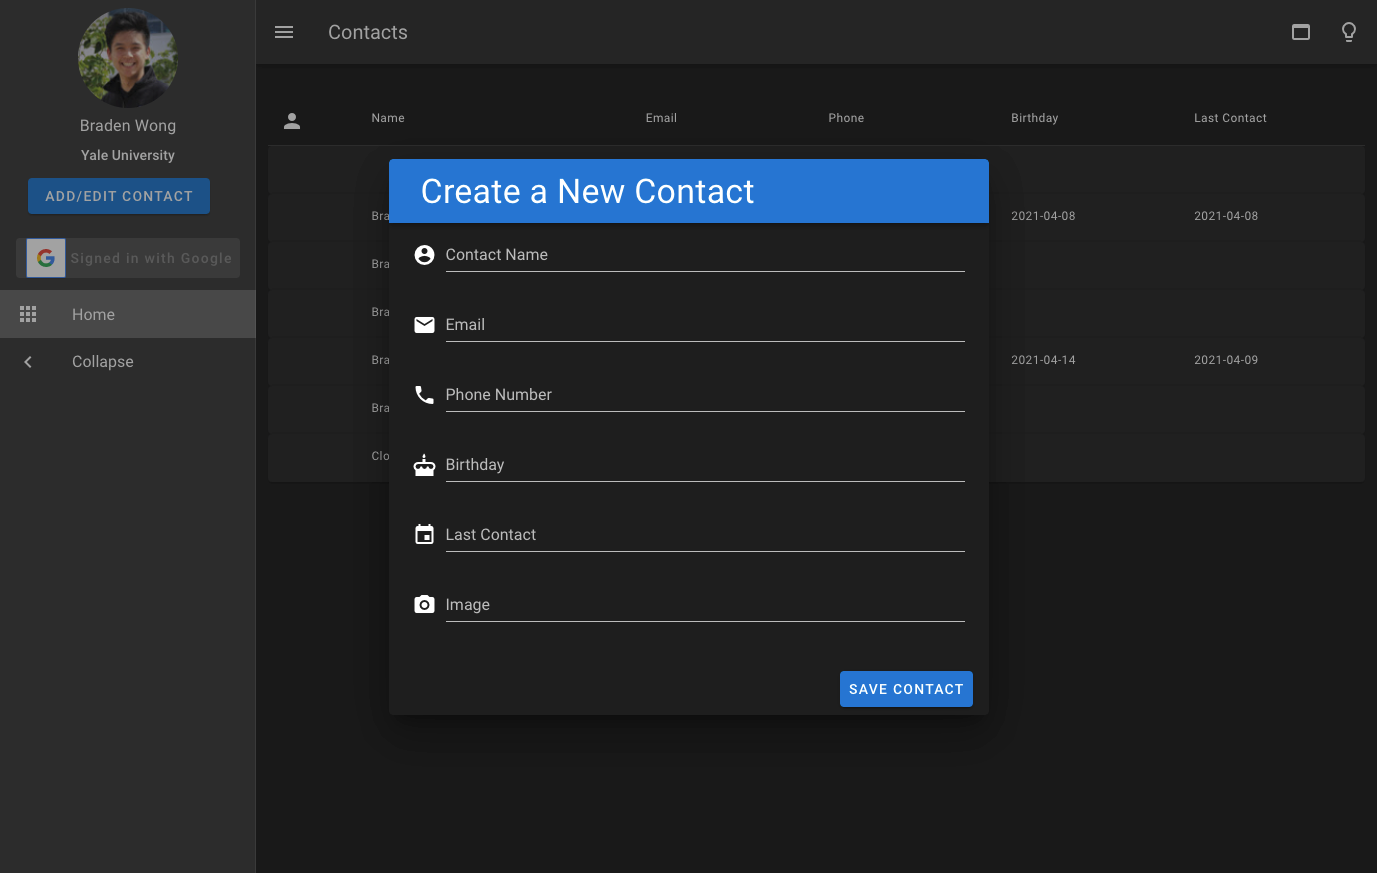 Braden Wong
Yale University
ADD/EDIT CONTACT
Signed in with Google
Home
Collapse
Contacts
Name Email Phone Birthday Last Contact
Bra 2021-04-08 2021-04-08
Bra
Bra
Bra 2021-04-14 2021-04-09
Bra
Clo
Create a New Contact
Contact Name
Email
Phone Number
Birthday
Last Contact
Image
SAVE CONTACT